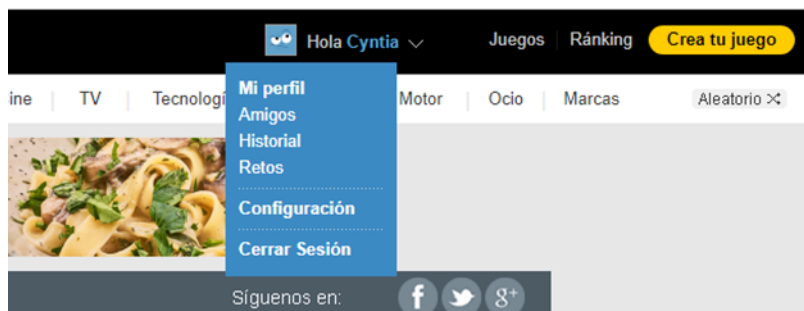 Hola Cyntia
Juegos
Ránking
Crea tu juego
ine
TV
Tecnologí
Motor
Ocio
Marcas
Aleatorio
Mi perfil
Amigos
Historial
Retos
Configuración
Cerrar Sesión
Síguenos en:
f
g+